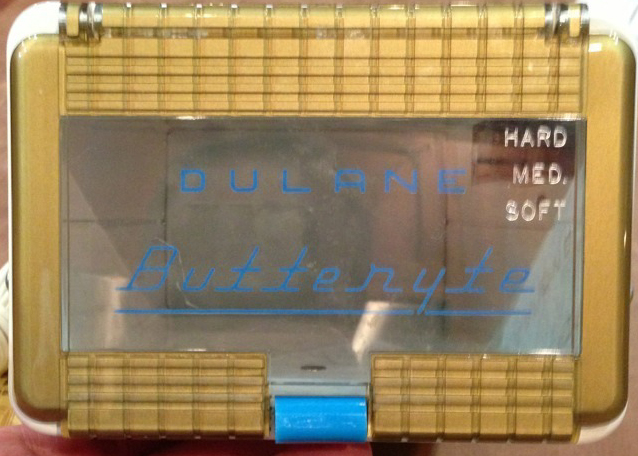 HARD
MED.
SOFT
DULANE
Butteryte